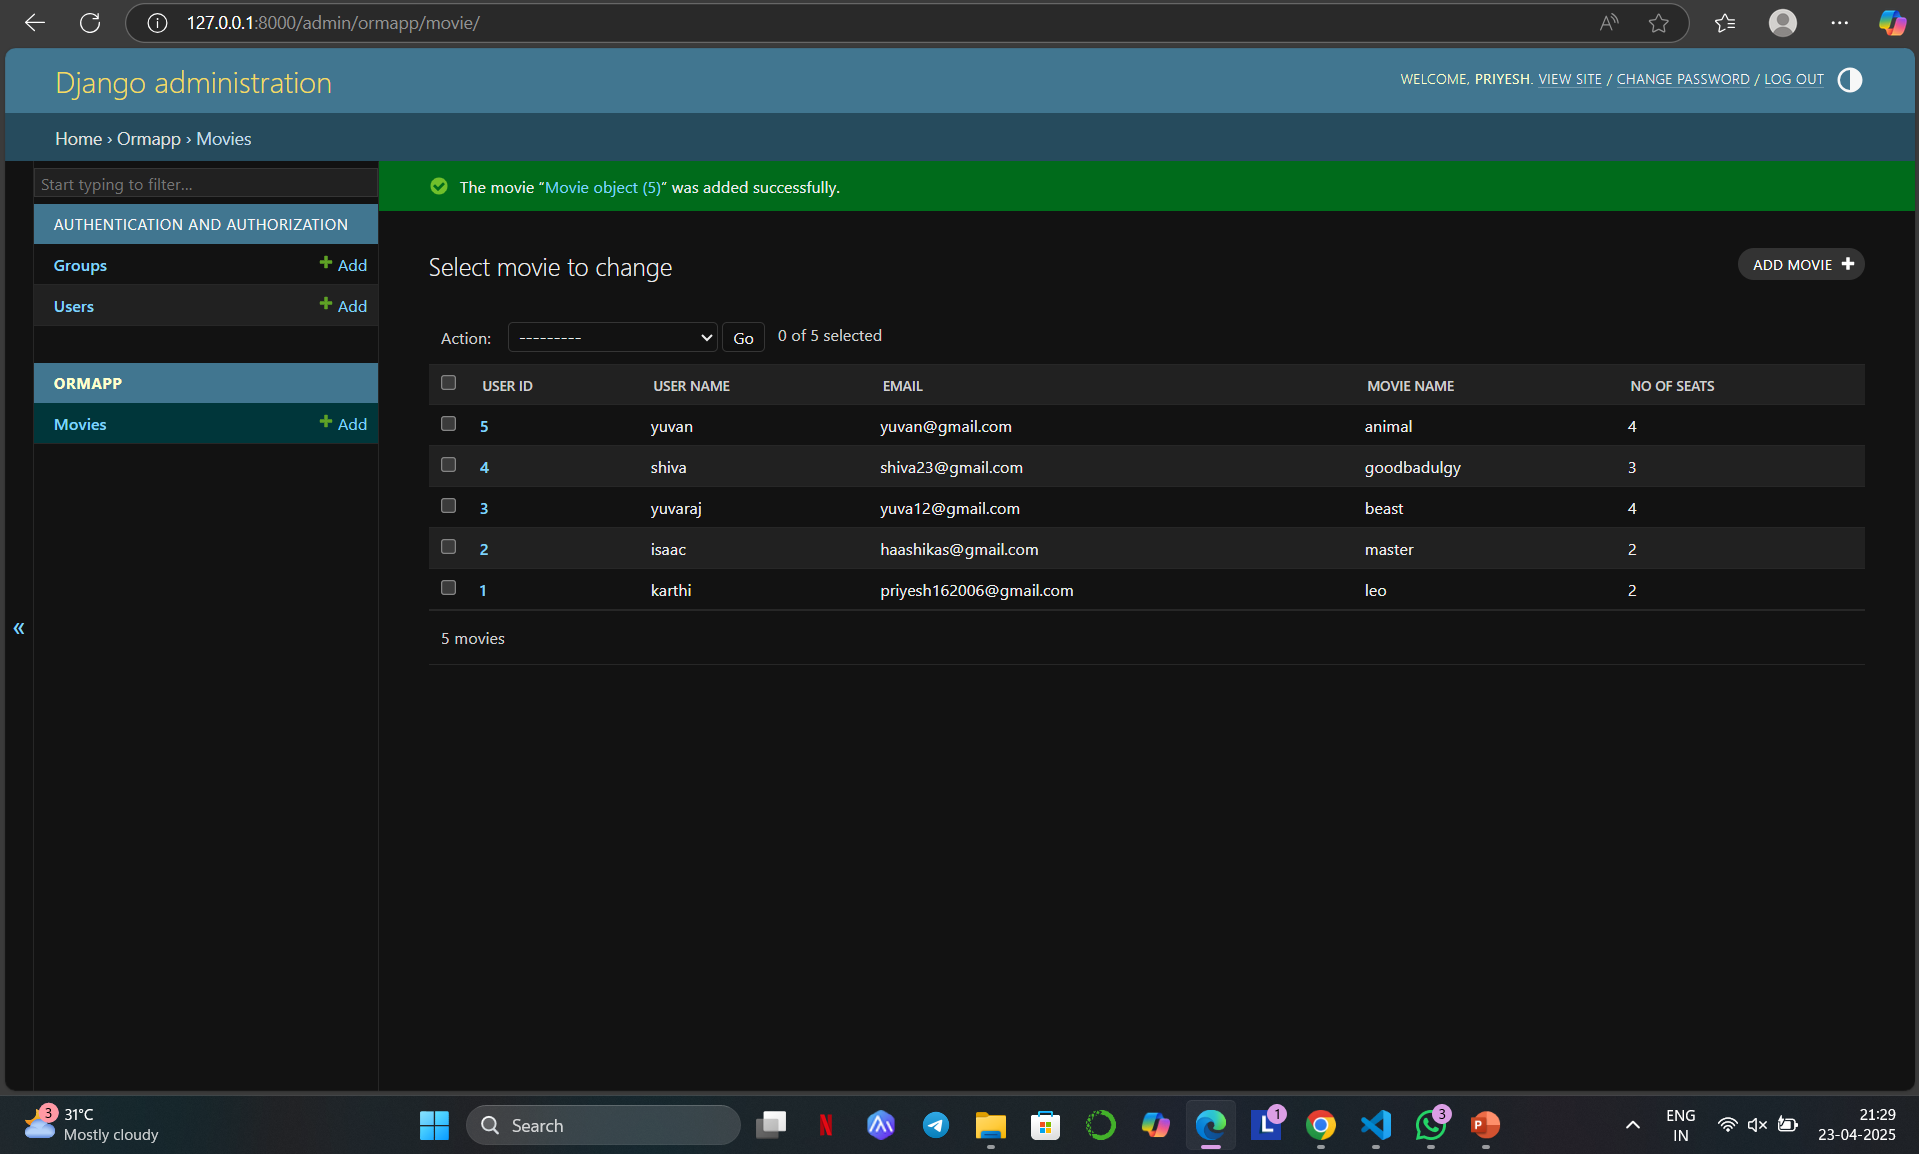 127.0.0.1:8000/admin/ormapp/movie/
Django administration
WELCOME, PRIYESH. VIEW SITE / CHANGE PASSWORD / LOG OUT
Home › Ormapp › Movies
Start typing to filter...
AUTHENTICATION AND AUTHORIZATION
Groups + Add
Users + Add
ORMAPP
Movies + Add
«
The movie “Movie object (5)” was added successfully.
Select movie to change
ADD MOVIE +
Action: --------- Go 0 of 5 selected
USER ID USER NAME EMAIL MOVIE NAME NO OF SEATS
5 yuvan yuvan@gmail.com animal 4
4 shiva shiva23@gmail.com goodbadulgy 3
3 yuvaraj yuva12@gmail.com beast 4
2 isaac haashikas@gmail.com master 2
1 karthi priyesh162006@gmail.com leo 2
5 movies
3 31°C
Mostly cloudy
Search
N
L 1
3
P
ENG
IN
21:29
23-04-2025